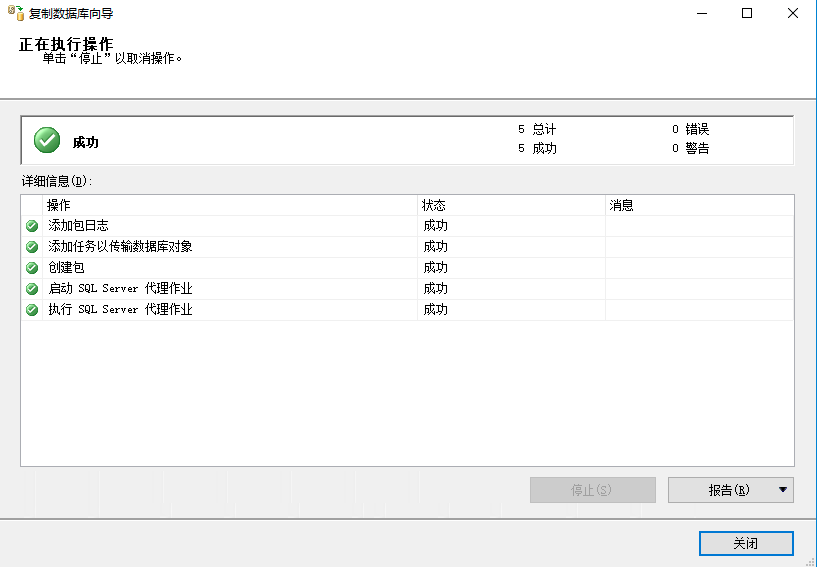 复制数据库向导
正在执行操作
单击“停止”以取消操作。
成功
5 总计 0 错误
5 成功 0 警告
详细信息(D):
操作 状态 消息
添加包日志 成功
添加任务以传输数据库对象 成功
创建包 成功
启动 SQL Server 代理作业 成功
执行 SQL Server 代理作业 成功
停止(S) 报告(R)
关闭